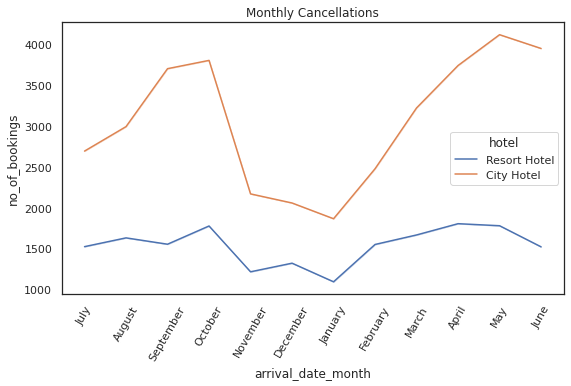 Monthly Cancellations
no_of_bookings
4000
3500
3000
2500
2000
1500
1000
hotel
Resort Hotel
City Hotel
July
August
September
October
November
December
January
February
March
April
May
June
arrival_date_month